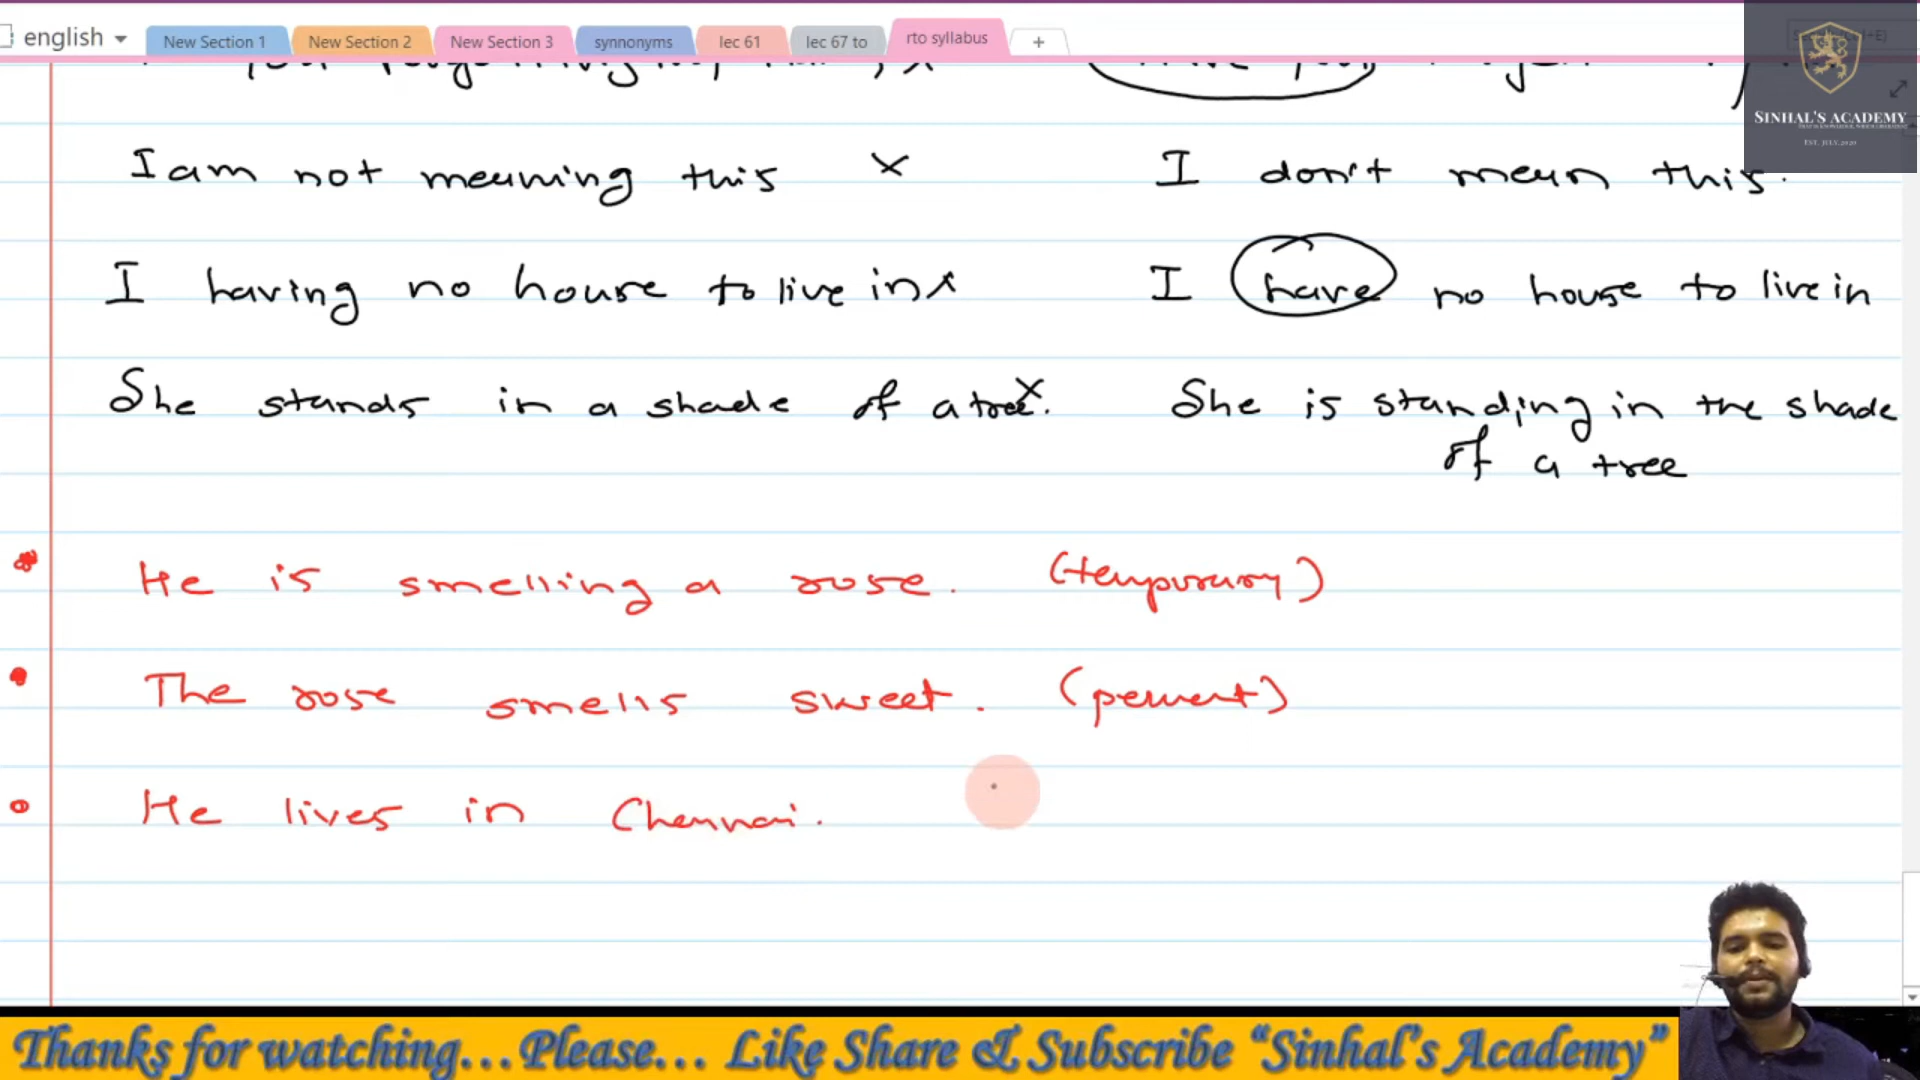 english
New Section 1 New Section 2 New Section 3 synnonyms lec 61 lec 67 to rto syllabus +
SINHAL'S ACADEMY
EST. JULY,2020
I am not meaning this x I don't mean this.
I having no house to live in x I have no house to live in
She stands in a shade of a tree. x She is standing in the shade
of a tree
He is smelling a rose. (temporary)
The rose smells sweet. (
He lives in Chennai.
Thanks for watching...Please... Like Share & Subscribe "Sinhal's Academy"